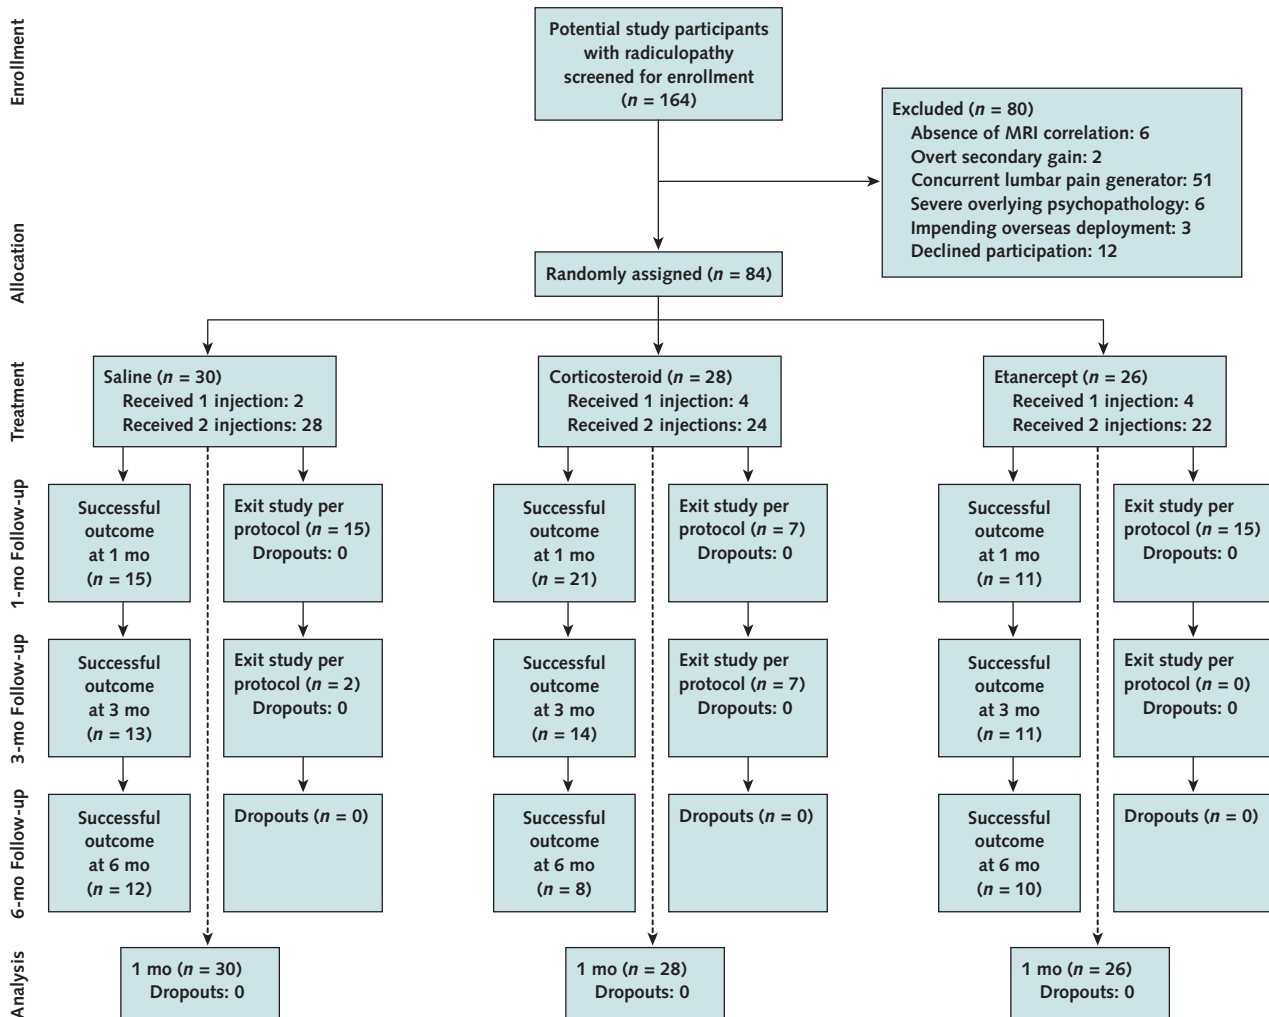 Enrollment
Potential study participants
with radiculopathy
screened for enrollment
(n = 164)
Excluded (n = 80)
Absence of MRI correlation: 6
Overt secondary gain: 2
Concurrent lumbar pain generator: 51
Severe overlying psychopathology: 6
Impending overseas deployment: 3
Declined participation: 12
Allocation
Randomly assigned (n = 84)
Treatment
Saline (n = 30)
Received 1 injection: 2
Received 2 injections: 28
Corticosteroid (n = 28)
Received 1 injection: 4
Received 2 injections: 24
Etanercept (n = 26)
Received 1 injection: 4
Received 2 injections: 22
1-mo Follow-up
Successful
outcome
at 1 mo
(n = 15)
Exit study per
protocol (n = 15)
Dropouts: 0
Successful
outcome
at 1 mo
(n = 21)
Exit study per
protocol (n = 7)
Dropouts: 0
Successful
outcome
at 1 mo
(n = 11)
Exit study per
protocol (n = 15)
Dropouts: 0
3-mo Follow-up
Successful
outcome
at 3 mo
(n = 13)
Exit study per
protocol (n = 2)
Dropouts: 0
Successful
outcome
at 3 mo
(n = 14)
Exit study per
protocol (n = 7)
Dropouts: 0
Successful
outcome
at 3 mo
(n = 11)
Exit study per
protocol (n = 0)
Dropouts: 0
6-mo Follow-up
Successful
outcome
at 6 mo
(n = 12)
Dropouts (n = 0)
Successful
outcome
at 6 mo
(n = 8)
Dropouts (n = 0)
Successful
outcome
at 6 mo
(n = 10)
Dropouts (n = 0)
Analysis
1 mo (n = 30)
Dropouts: 0
1 mo (n = 28)
Dropouts: 0
1 mo (n = 26)
Dropouts: 0